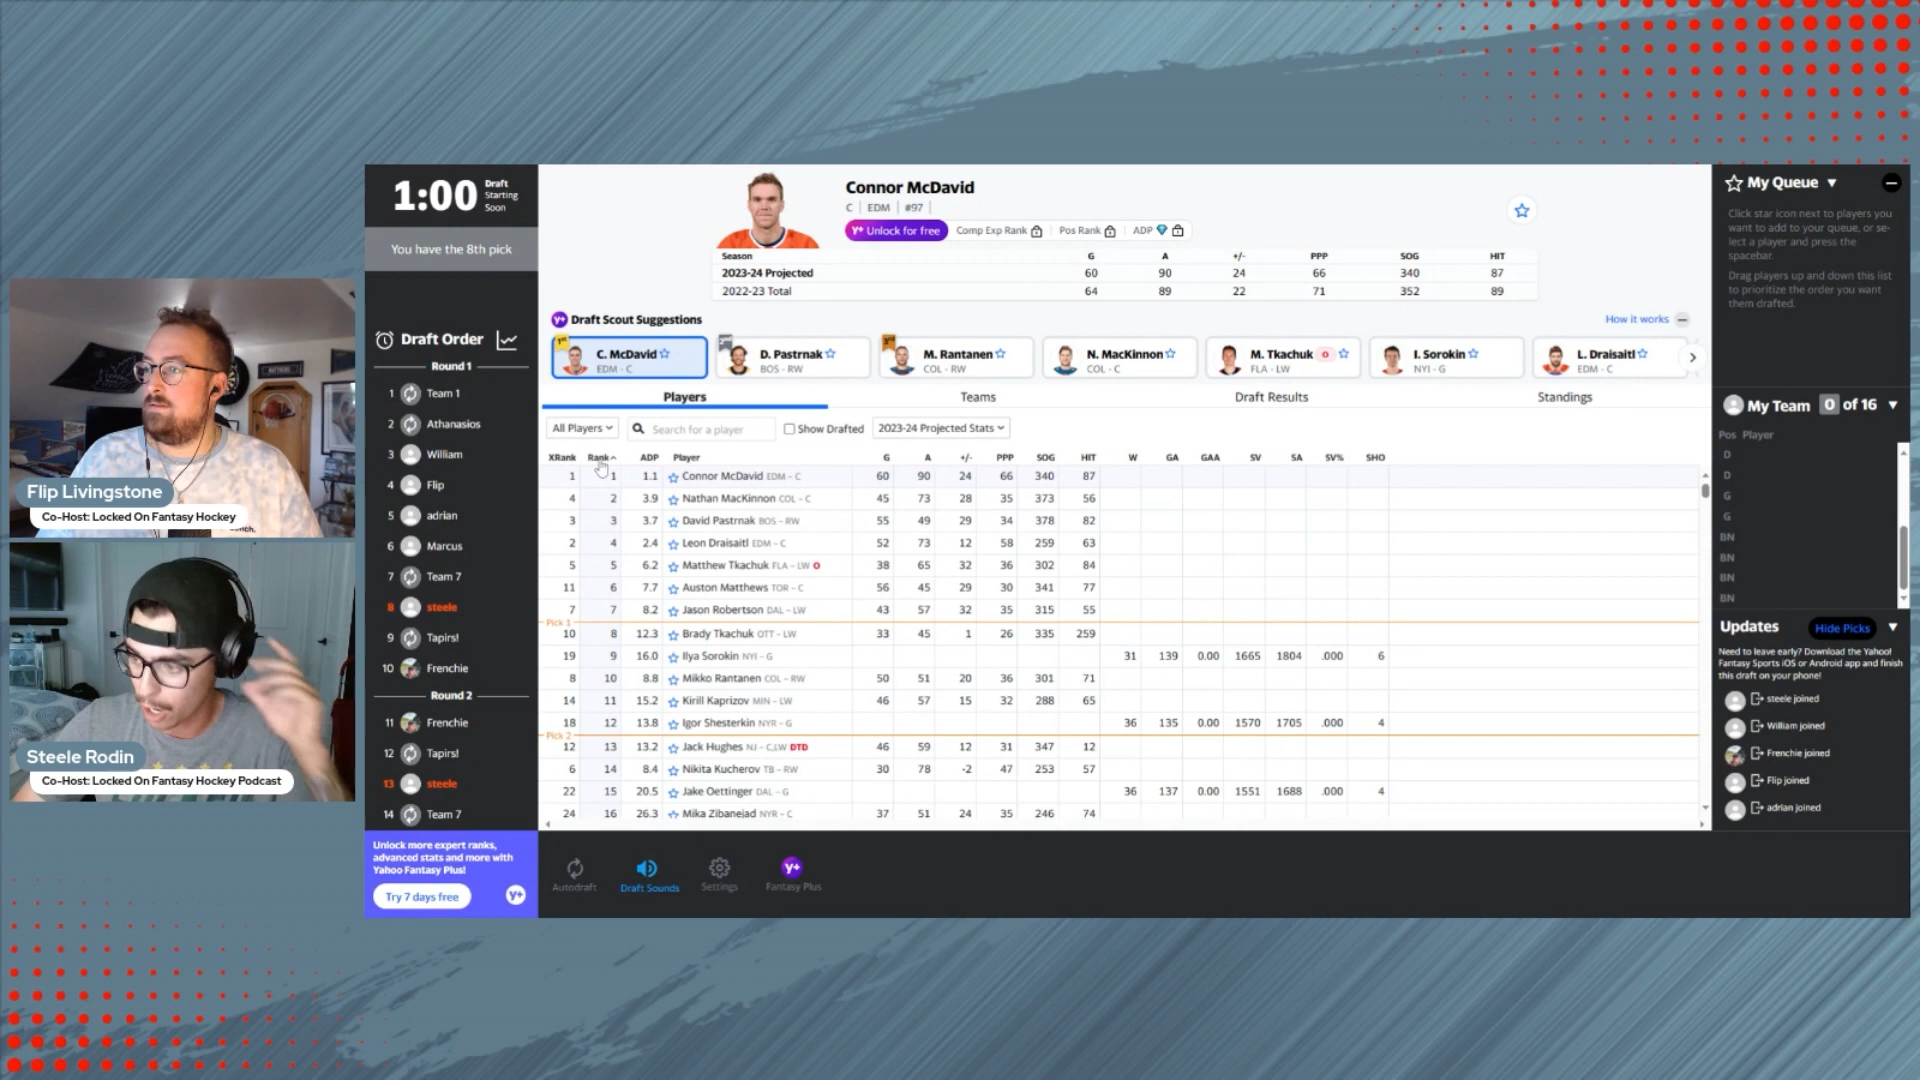 1:00 Draft Starting Soon
You have the 8th pick
Draft Order
Round 1
1 Team 1
2 Athanasios
3 William
4 Flip
5 adrian
6 Marcus
7 Team 7
8 steele
9 Tapirs!
10 Frenchie
Round 2
11 Frenchie
12 Tapirs!
13 steele
14 Team 7
Unlock more expert ranks,
advanced stats and more with
Yahoo Fantasy Plus!
Try 7 days free
y+
Flip Livingstone
Co-Host: Locked On Fantasy Hockey
Steele Rodin
Co-Host: Locked On Fantasy Hockey Podcast
Connor McDavid
C | EDM | #97
Y+ Unlock for free Comp Exp Rank | Pos Rank | ADP
Season G A +/- PPP SOG HIT
2023-24 Projected 60 90 24 66 340 87
2022-23 Total 64 89 22 71 352 89
Draft Scout Suggestions
How it works
C. McDavid EDM - C
D. Pastrnak BOS - RW
M. Rantanen COL - RW
N. MacKinnon COL - C
M. Tkachuk O FLA - LW
I. Sorokin NYI - G
L. Draisaitl EDM - C
Players Teams Draft Results Standings
All Players Search for a player Show Drafted 2023-24 Projected Stats
XRank Rank ADP Player G A +/- PPP SOG HIT W GA GAA SV SA SV% SHO
1 1 1.1 Connor McDavid EDM - C 60 90 24 66 340 87
4 2 3.9 Nathan MacKinnon COL - C 45 73 28 35 373 56
3 3 3.7 David Pastrnak BOS - RW 55 49 29 34 378 82
2 4 2.4 Leon Draisaitl EDM - C 52 73 12 58 259 63
5 5 6.2 Matthew Tkachuk FLA - LW O 38 65 32 36 302 84
11 6 7.7 Auston Matthews TOR - C 56 45 29 30 341 77
7 7 8.2 Jason Robertson DAL - LW 43 57 32 35 315 55
Pick 1
10 8 12.3 Brady Tkachuk OTT - LW 33 45 1 26 335 259
19 9 16.0 Ilya Sorokin NYI - G 31 139 0.00 1665 1804 .000 6
8 10 8.8 Mikko Rantanen COL - RW 50 51 20 36 301 71
14 11 15.2 Kirill Kaprizov MIN - LW 46 57 15 32 288 65
18 12 13.8 Igor Shesterkin NYR - G 36 135 0.00 1570 1705 .000 4
Pick 2
12 13 13.2 Jack Hughes NJ - C,LW DTD 46 59 12 31 347 12
6 14 8.4 Nikita Kucherov TB - RW 30 78 -2 47 253 57
22 15 20.5 Jake Oettinger DAL - G 36 137 0.00 1551 1688 .000 4
24 16 26.3 Mika Zibanejad NYR - C 37 51 24 35 246 74
Autodraft Draft Sounds Settings Fantasy Plus
My Queue
Click star icon next to players you
want to add to your queue, or se-
lect a player and press the
spacebar.
Drag players up and down this list
to prioritize the order you want
them drafted.
My Team 0 of 16
Pos Player
D
D
G
G
BN
BN
BN
BN
Updates Hide Picks
Need to leave early? Download the Yahoo!
Fantasy Sports iOS or Android app and finish
this draft on your phone!
steele joined
William joined
Frenchie joined
Flip joined
adrian joined